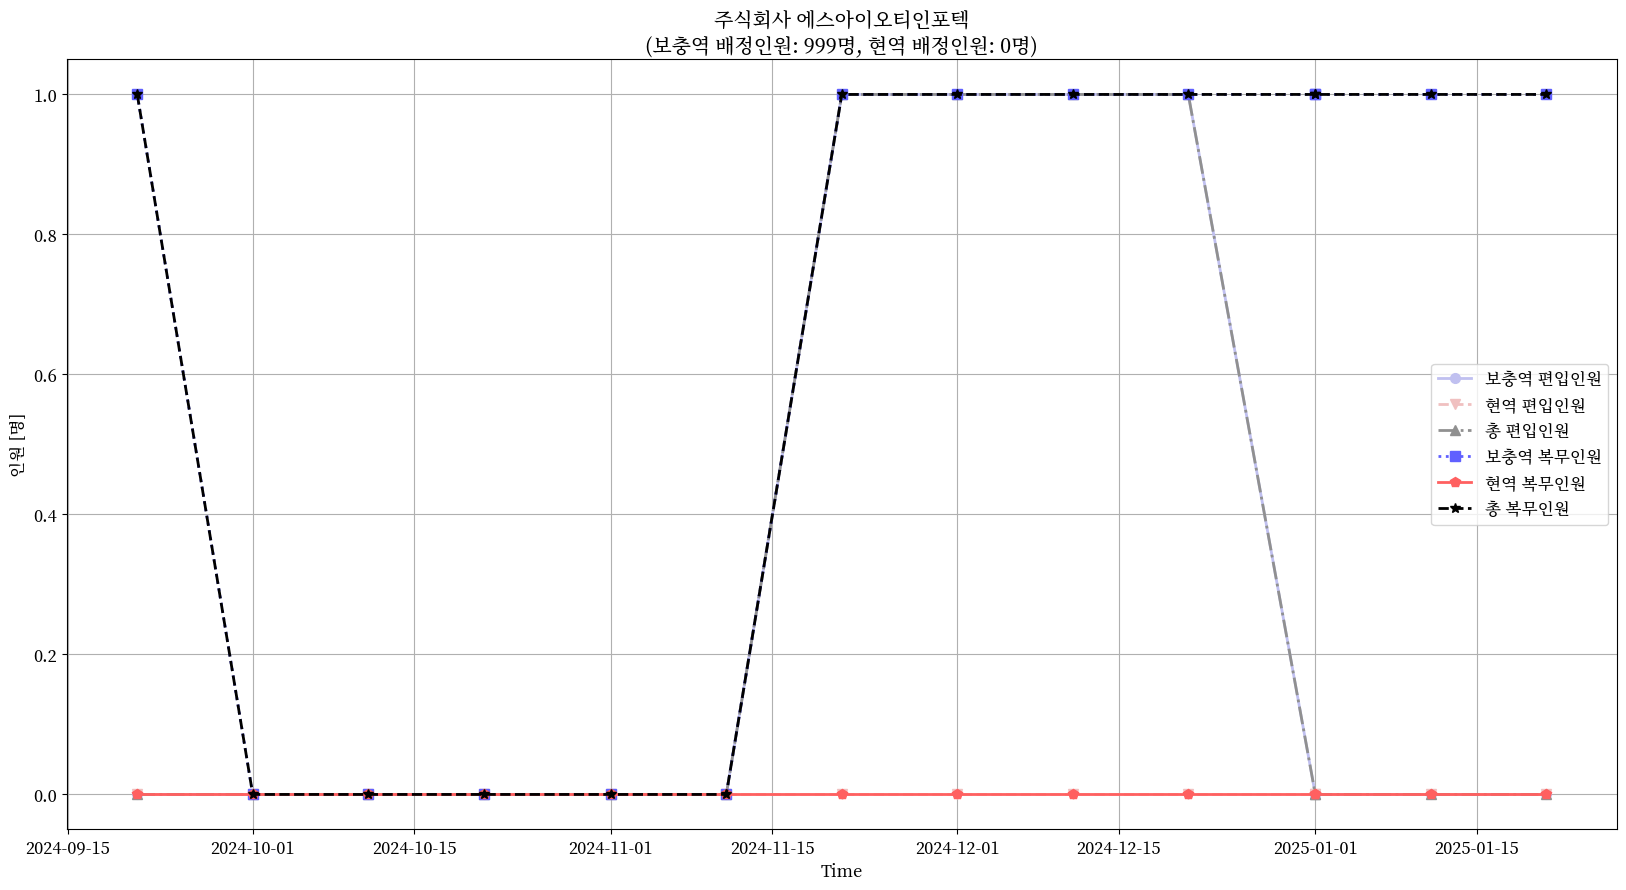 주식회사 에스아이오티인포텍
(보충역 배정인원: 999명, 현역 배정인원: 0명)
인원 [명]
1.0
0.8
0.6
0.4
0.2
0.0
보충역 편입인원
현역 편입인원
총 편입인원
보충역 복무인원
현역 복무인원
총 복무인원
2024-09-15 2024-10-01 2024-10-15 2024-11-01 2024-11-15 2024-12-01 2024-12-15 2025-01-01 2025-01-15
Time